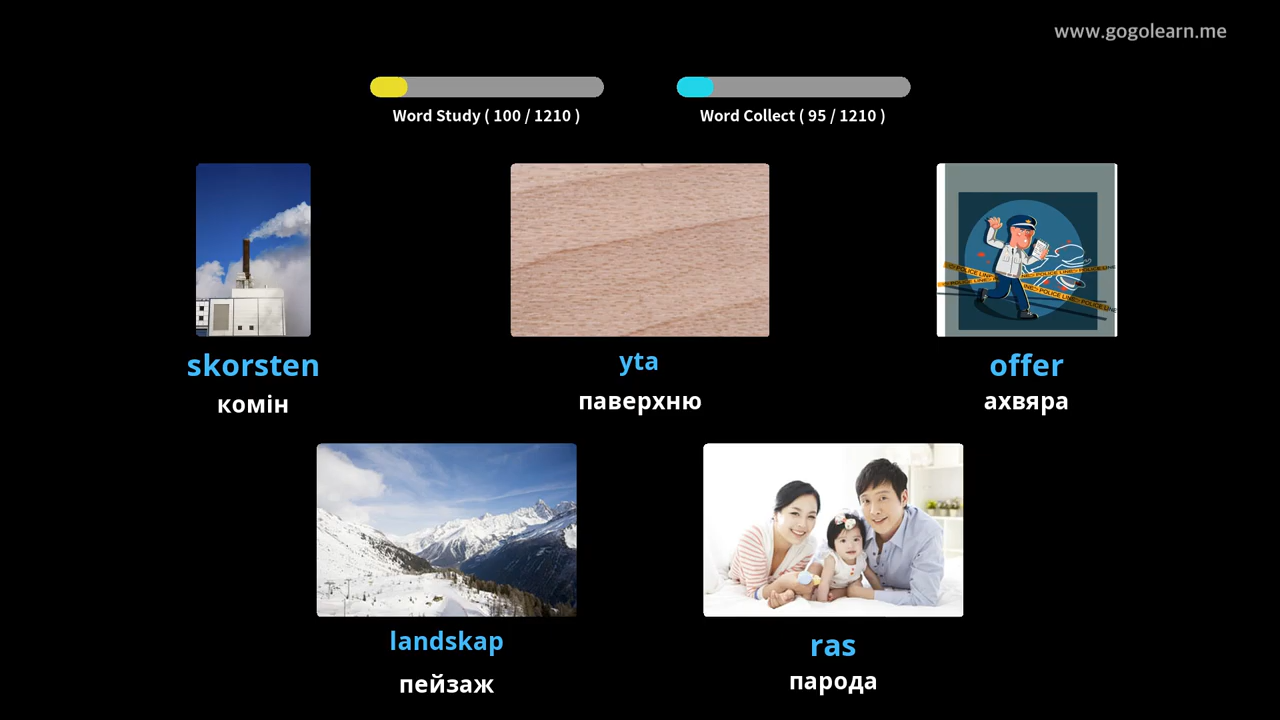 www.gogolearn.me
Word Study ( 100 / 1210 )
Word Collect ( 95 / 1210 )
skorsten
комін
yta
паверхню
offer
ахвяра
landskap
пейзаж
ras
парода